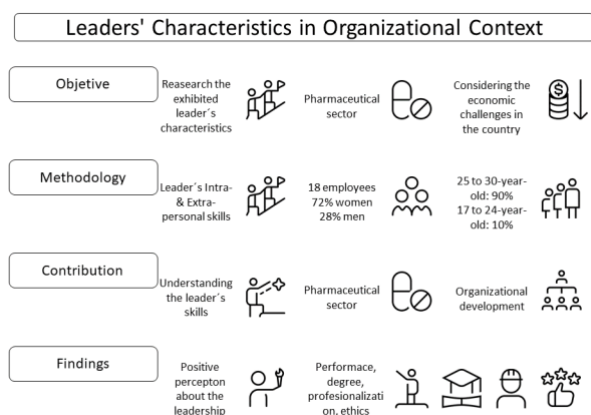 Leaders' Characteristics in Organizational Context
Objetive
Reasearch the
exhibited
leader´s
characteristics
Pharmaceutical
sector
Considering the
economic
challenges in
the country
$
Methodology
Leader´s Intra-
& Extra-
personal skills
18 employees
72% women
28% men
25 to 30-year-
old: 90%
17 to 24-year-
old: 10%
Contribution
Understanding
the leader´s
skills
Pharmaceutical
sector
Organizational
development
Findings
Positive
percepton
about the
leadership
Performace,
degree,
profesionalizati
on, ethics